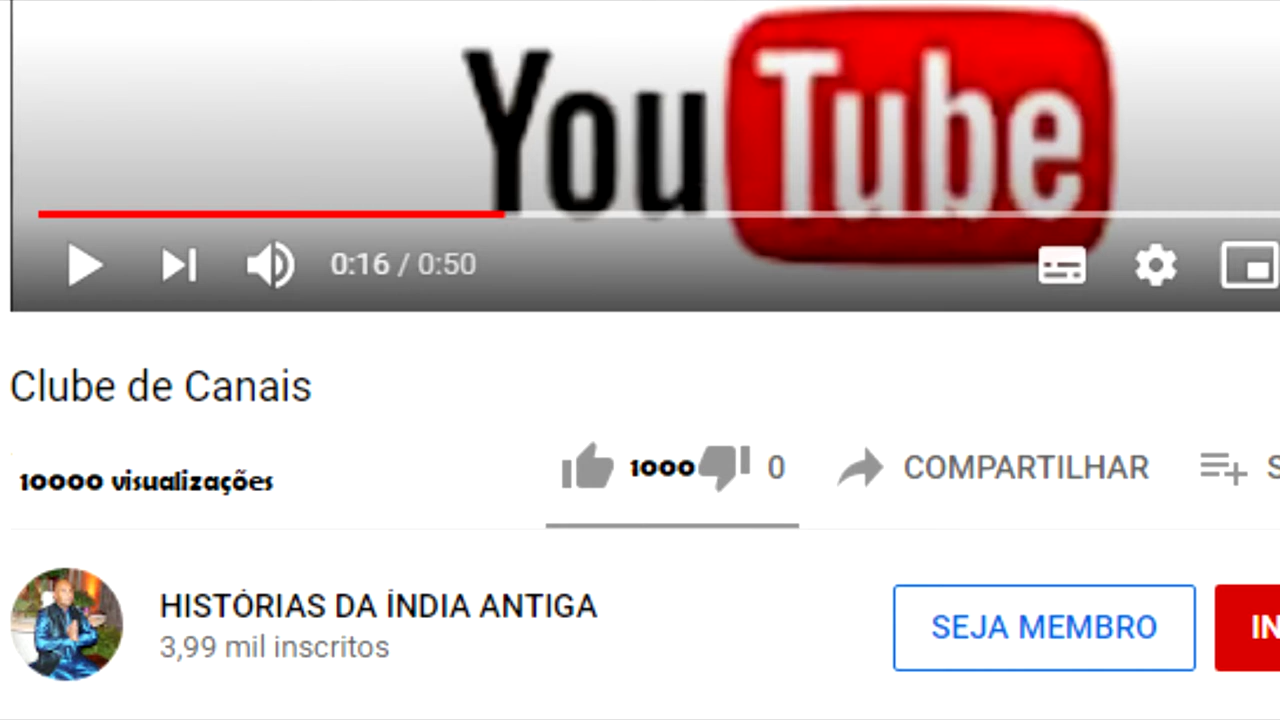 YouTube
0:16 / 0:50
Clube de Canais
10000 visualizações
1000 0 COMPARTILHAR S
HISTÓRIAS DA ÍNDIA ANTIGA
3,99 mil inscritos
SEJA MEMBRO IN